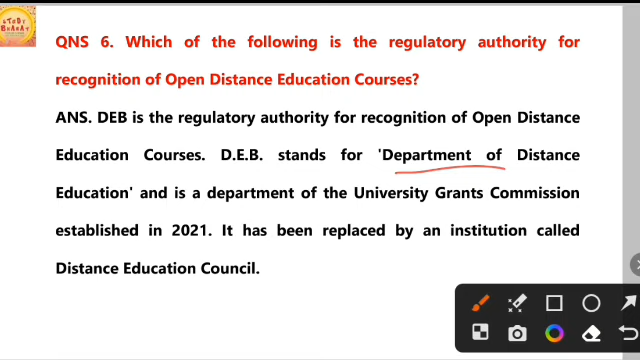 STUDY
BHARAT
QNS 6. Which of the following is the regulatory authority for
recognition of Open Distance Education Courses?
ANS. DEB is the regulatory authority for recognition of Open Distance
Education Courses. D.E.B. stands for 'Department of Distance
Education' and is a department of the University Grants Commission
established in 2021. It has been replaced by an institution called
Distance Education Council.